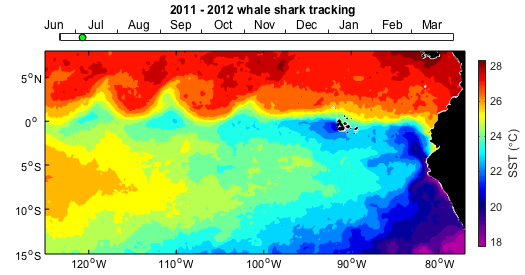 2011 - 2012 whale shark tracking
Jun Jul Aug Sep Oct Nov Dec Jan Feb Mar
5°N
0°
5°S
10°S
15°S
120°W 110°W 100°W 90°W 80°W
28
26
24
22
20
18
SST (°C)